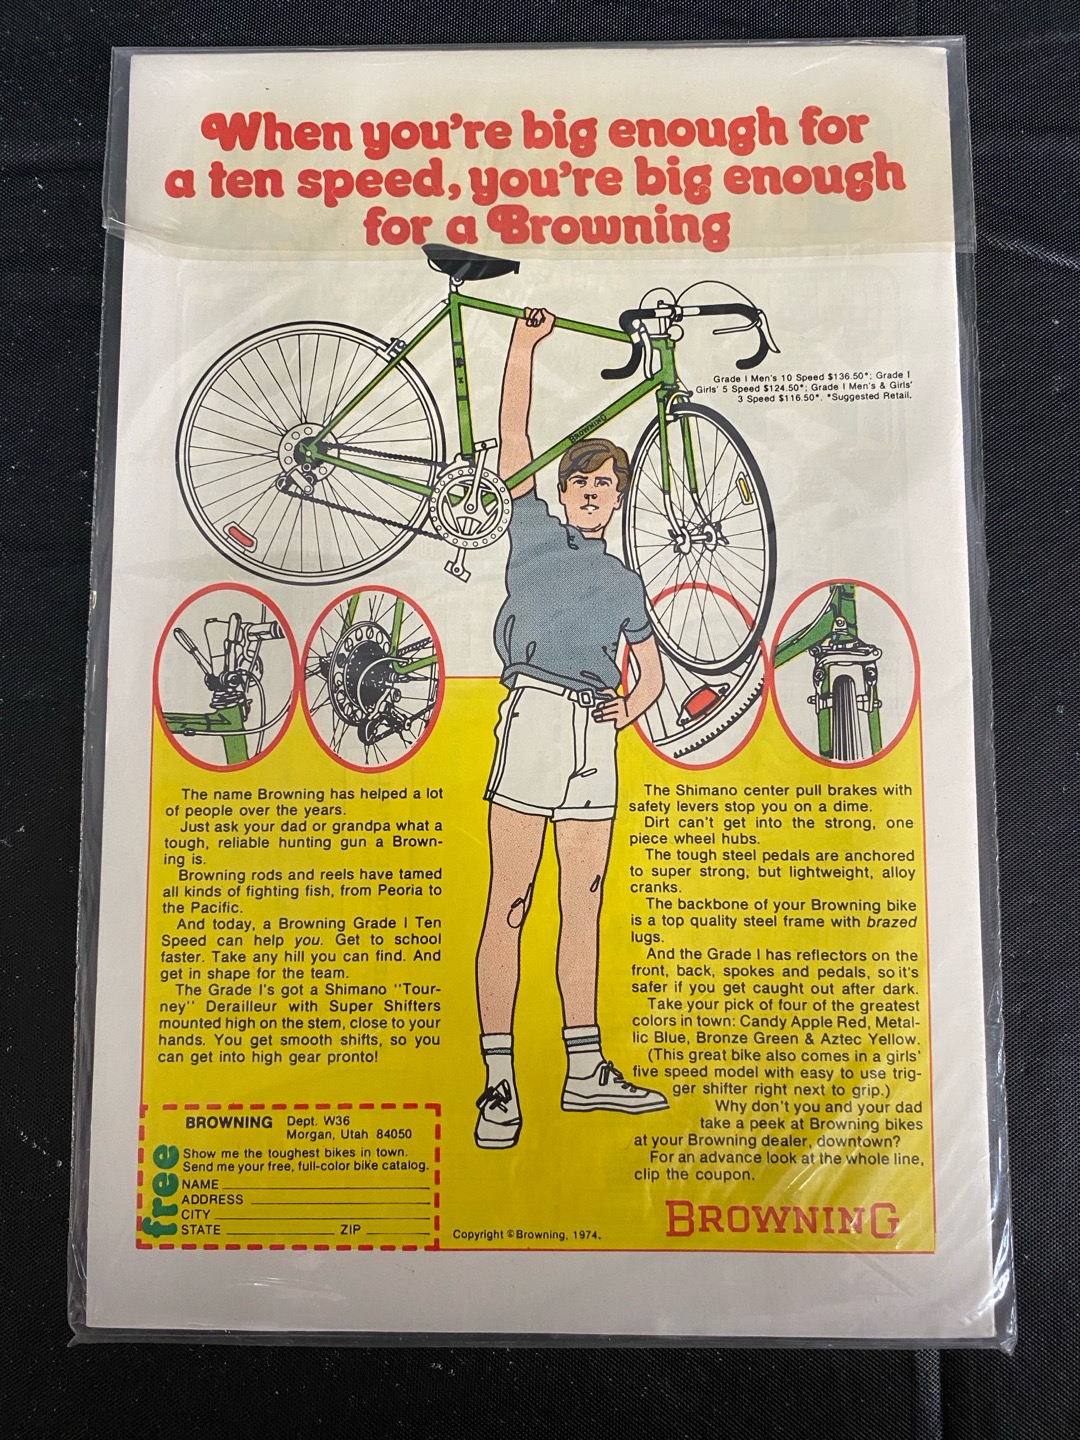 When you're big enough for
a ten speed, you're big enough
for a Browning
Grade I Men's 10 Speed $136.50*; Grade I
Girls' 5 Speed $124.50*; Grade I Men's & Girls'
3 Speed $116.50*. *Suggested Retail.
BROWNING
The name Browning has helped a lot
of people over the years.
Just ask your dad or grandpa what a
tough, reliable hunting gun a Brown-
ing is.
Browning rods and reels have tamed
all kinds of fighting fish, from Peoria to
the Pacific.
And today, a Browning Grade I Ten
Speed can help you. Get to school
faster. Take any hill you can find. And
get in shape for the team.
The Grade I's got a Shimano "Tour-
ney" Derailleur with Super Shifters
mounted high on the stem, close to your
hands. You get smooth shifts, so you
can get into high gear pronto!
The Shimano center pull brakes with
safety levers stop you on a dime.
Dirt can't get into the strong, one
piece wheel hubs.
The tough steel pedals are anchored
to super strong, but lightweight, alloy
cranks.
The backbone of your Browning bike
is a top quality steel frame with brazed
lugs.
And the Grade I has reflectors on the
front, back, spokes and pedals, so it's
safer if you get caught out after dark.
Take your pick of four of the greatest
colors in town: Candy Apple Red, Metal-
lic Blue, Bronze Green & Aztec Yellow.
(This great bike also comes in a girls'
five speed model with easy to use trig-
ger shifter right next to grip.)
Why don't you and your dad
take a peek at Browning bikes
at your Browning dealer, downtown?
For an advance look at the whole line,
clip the coupon.
BROWNING Dept. W36
Morgan, Utah 84050
free
Show me the toughest bikes in town.
Send me your free, full-color bike catalog.
NAME
ADDRESS
CITY
STATE ZIP
Copyright © Browning, 1974.
BROWNING